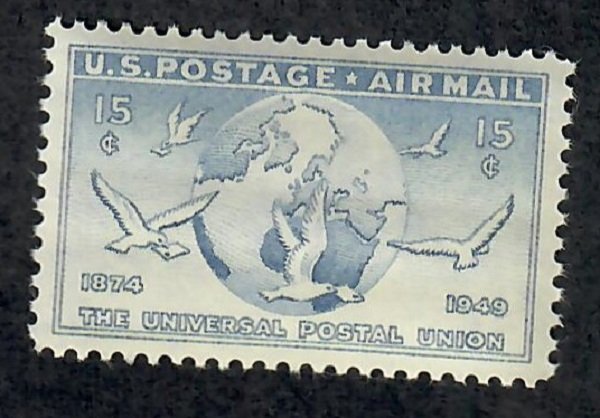 U.S. POSTAGE ★ AIR MAIL
15¢ 15¢
1874 1949
THE UNIVERSAL POSTAL UNION